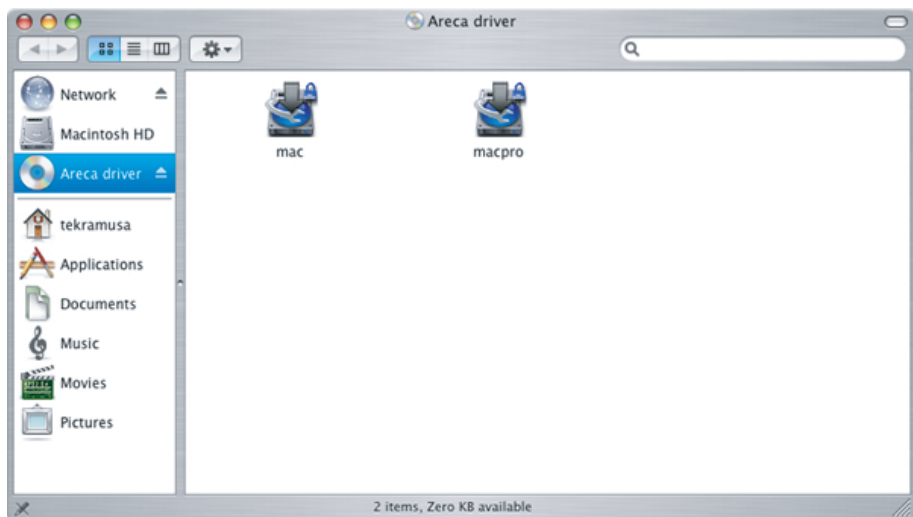 Areca driver
Network
Macintosh HD
Areca driver
tekramusa
Applications
Documents
Music
Movies
Pictures
mac
macpro
2 items, Zero KB available